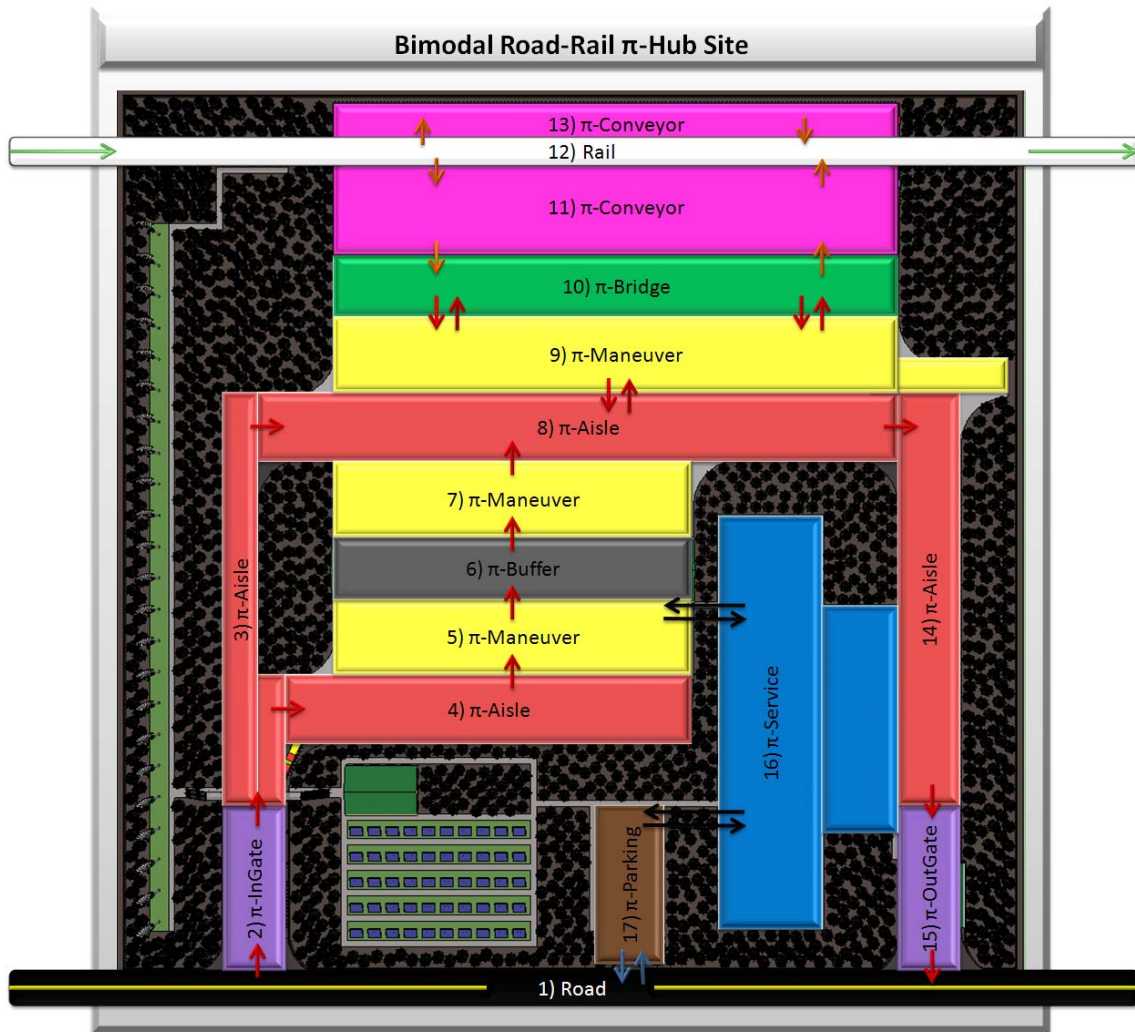 Bimodal Road-Rail π-Hub Site
13) π-Conveyor
12) Rail
11) π-Conveyor
10) π-Bridge
9) π-Maneuver
8) π-Aisle
7) π-Maneuver
6) π-Buffer
3) π-Aisle
14) π-Aisle
5) π-Maneuver
4) π-Aisle
16) π-Service
2) π-InGate
17) π-Parking
15) π-OutGate
1) Road